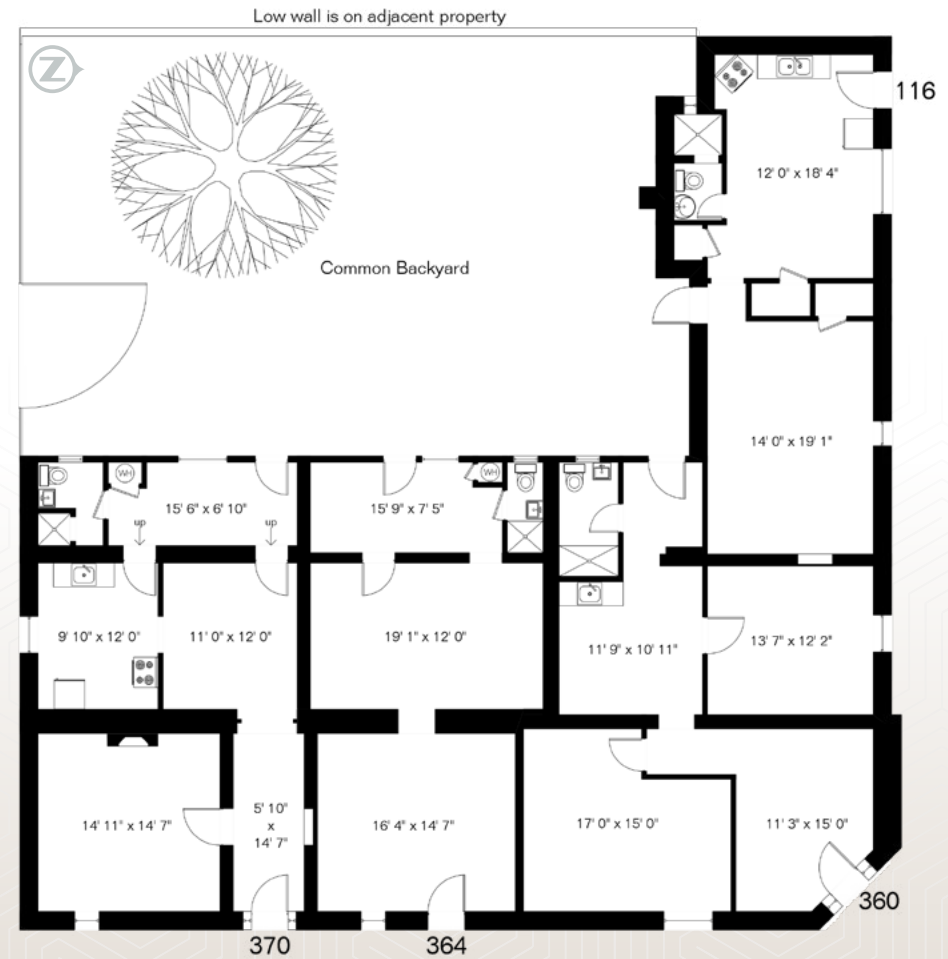 Low wall is on adjacent property
Z
116
12' 0" x 18' 4"
Common Backyard
14' 0" x 19' 1"
WH
WH
15' 6" x 6' 10"
15' 9" x 7' 5"
up
up
9' 10" x 12' 0"
11' 0" x 12' 0"
19' 1" x 12' 0"
11' 9" x 10' 11"
13' 7" x 12' 2"
14' 11" x 14' 7"
5' 10"
x
14' 7"
16' 4" x 14' 7"
17' 0" x 15' 0"
11' 3" x 15' 0"
360
370
364